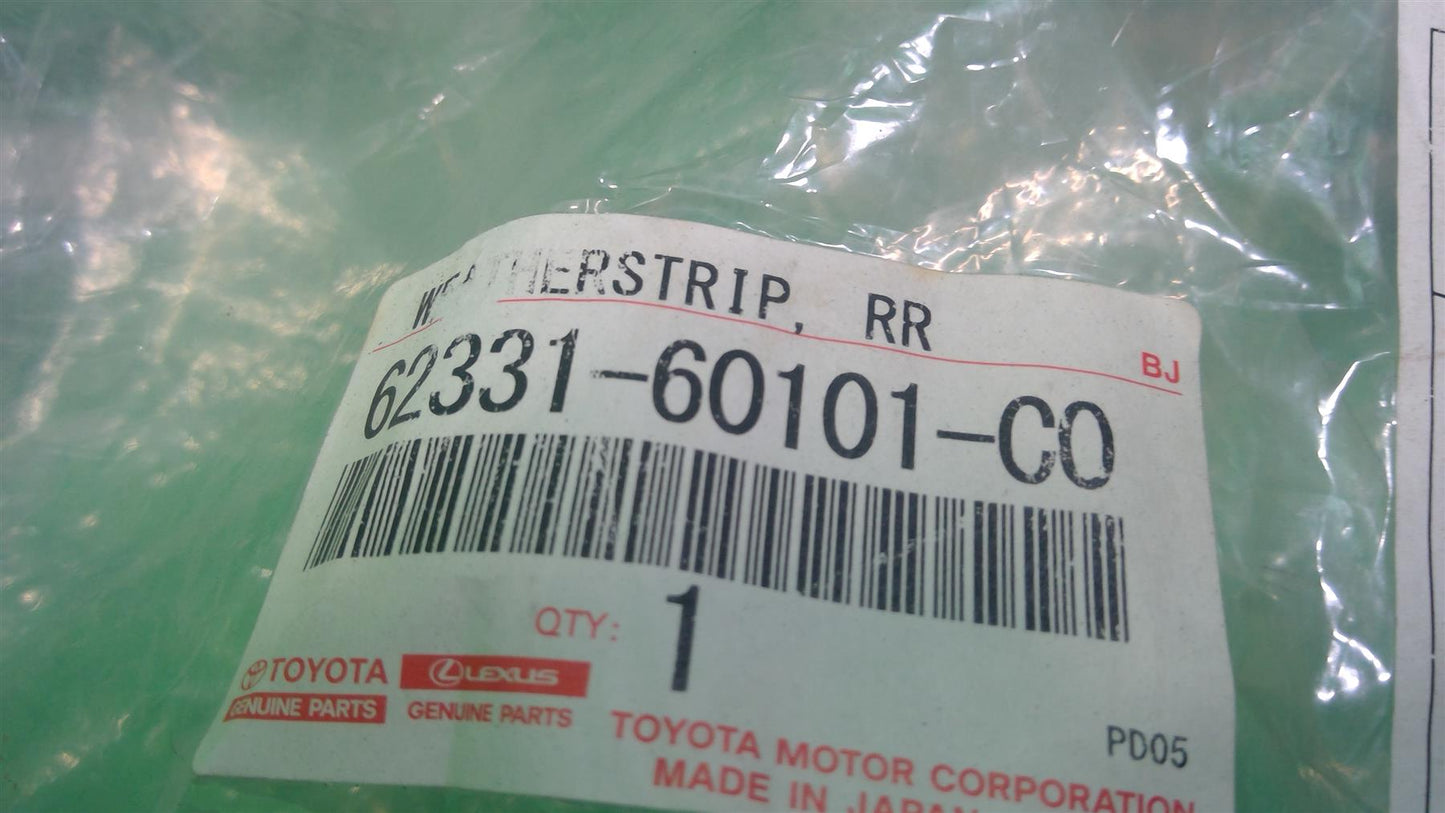 WEATHERSTRIP, RR
BJ
62331-60101-C0
QTY: 1
TOYOTA
GENUINE PARTS
LEXUS
GENUINE PARTS
PD05
TOYOTA MOTOR CORPORATION
MADE IN JAPAN